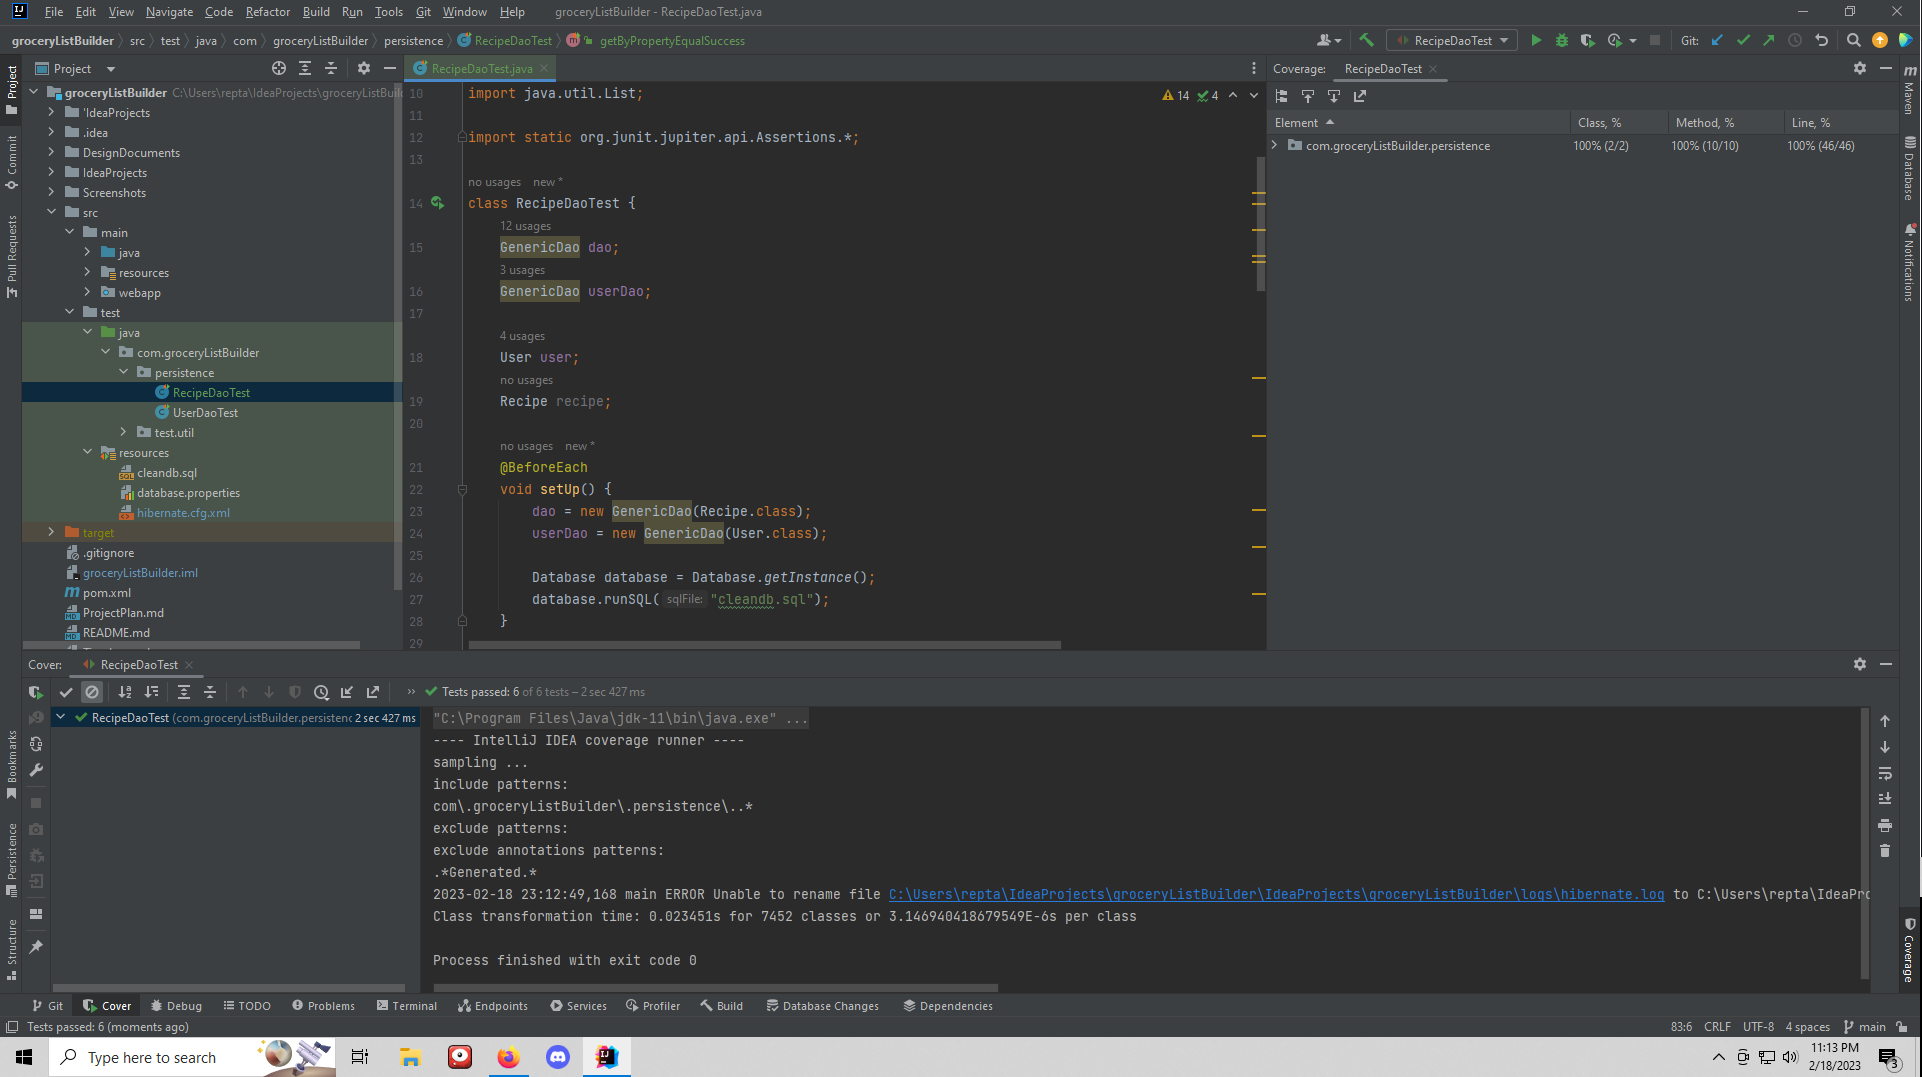 File Edit View Navigate Code Refactor Build Run Tools Git Window Help groceryListBuilder - RecipeDaoTest.java
groceryListBuilder src test java com groceryListBuilder persistence RecipeDaoTest getByPropertyEqualSuccess
RecipeDaoTest Git:
Project
Project
Commit
Pull Requests
Bookmarks
Persistence
Structure
groceryListBuilder C:\Users\repta\IdeaProjects\groceryListBuil
'IdeaProjects
.idea
DesignDocuments
IdeaProjects
Screenshots
src
main
java
resources
webapp
test
java
com.groceryListBuilder
persistence
RecipeDaoTest
UserDaoTest
test.util
resources
cleandb.sql
database.properties
hibernate.cfg.xml
target
.gitignore
groceryListBuilder.iml
pom.xml
ProjectPlan.md
README.md
RecipeDaoTest.java
14 4
10 import java.util.List;
11
12 import static org.junit.jupiter.api.Assertions.*;
13
no usages new *
14 class RecipeDaoTest {
12 usages
15 GenericDao dao;
3 usages
16 GenericDao userDao;
17
4 usages
18 User user;
no usages
19 Recipe recipe;
20
no usages new *
21 @BeforeEach
22 void setUp() {
23 dao = new GenericDao(Recipe.class);
24 userDao = new GenericDao(User.class);
25
26 Database database = Database.getInstance();
27 database.runSQL( sqlFile: "cleandb.sql");
28 }
29
Coverage: RecipeDaoTest
Element Class, % Method, % Line, %
com.groceryListBuilder.persistence 100% (2/2) 100% (10/10) 100% (46/46)
Maven
Database
Notifications
Coverage
Cover: RecipeDaoTest
Tests passed: 6 of 6 tests – 2 sec 427 ms
RecipeDaoTest (com.groceryListBuilder.persistenc 2 sec 427 ms
"C:\Program Files\Java\jdk-11\bin\java.exe" ...
---- IntelliJ IDEA coverage runner ----
sampling ...
include patterns:
com\.groceryListBuilder\.persistence\..*
exclude patterns:
exclude annotations patterns:
.*Generated.*
2023-02-18 23:12:49,168 main ERROR Unable to rename file C:\Users\repta\IdeaProjects\groceryListBuilder\IdeaProjects\groceryListBuilder\logs\hibernate.log to C:\Users\repta\IdeaPro
Class transformation time: 0.023451s for 7452 classes or 3.146940418679549E-6s per class
Process finished with exit code 0
Git Cover Debug TODO Problems Terminal Endpoints Services Profiler Build Database Changes Dependencies
Tests passed: 6 (moments ago) 83:6 CRLF UTF-8 4 spaces main
Type here to search
11:13 PM
2/18/2023
3